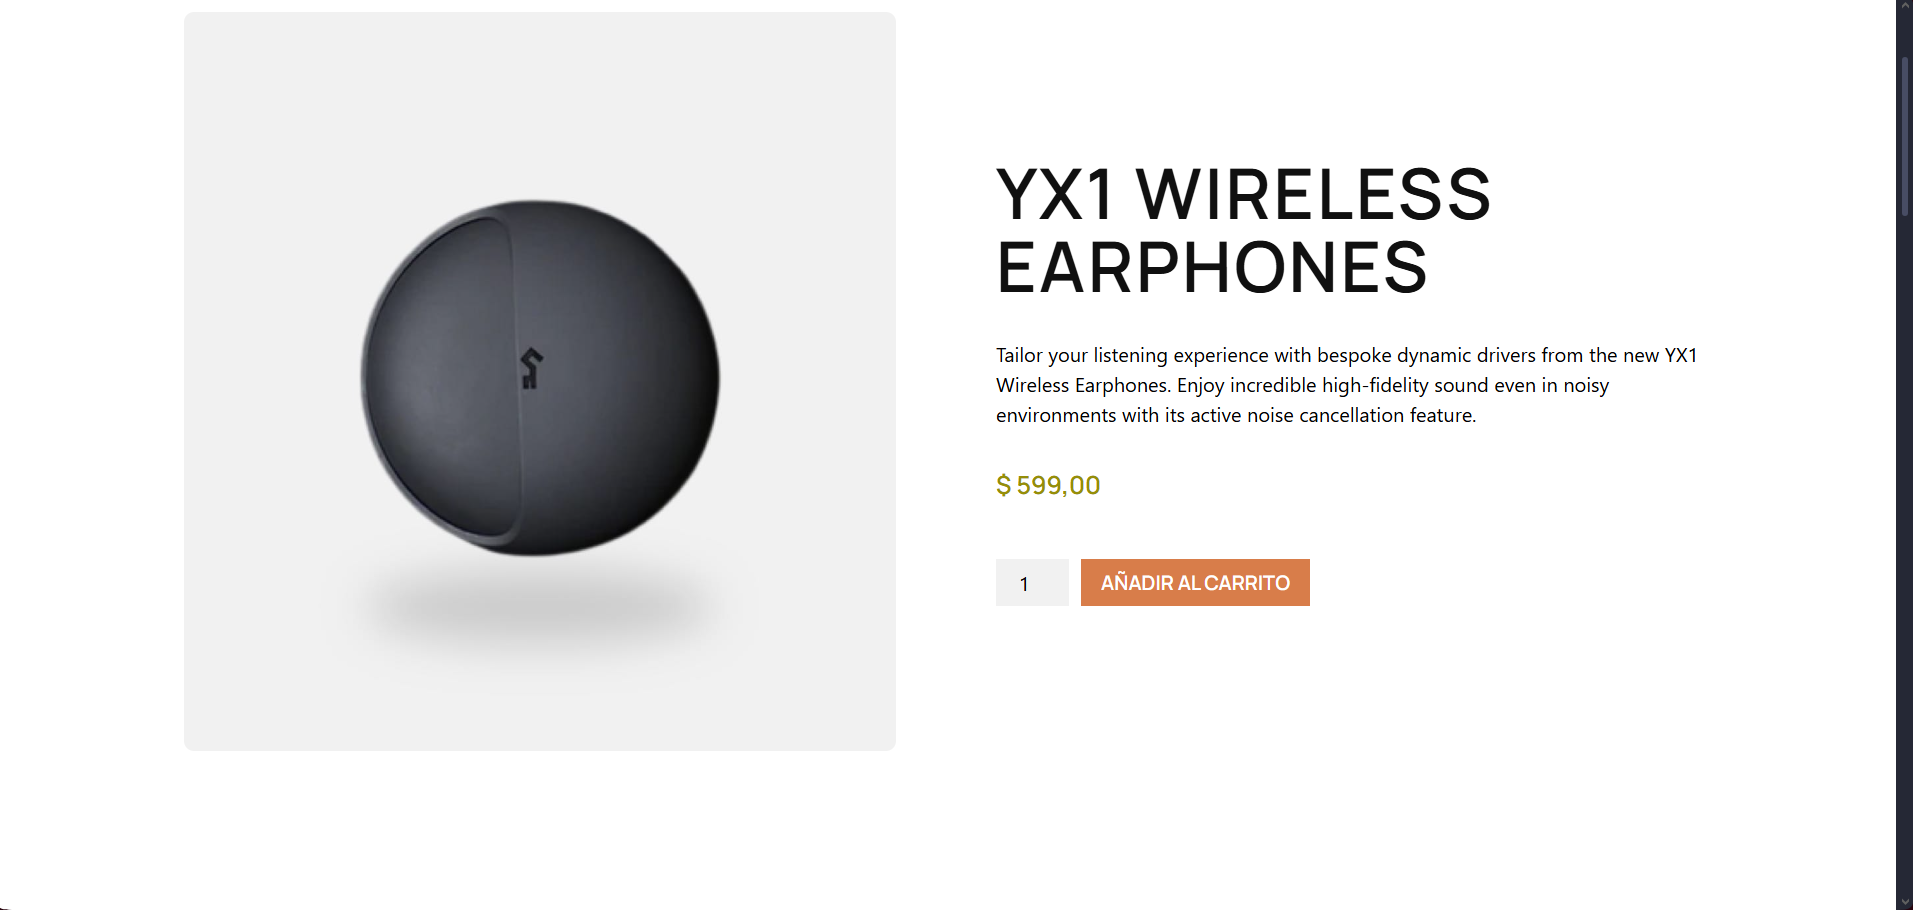 YX1 WIRELESS
EARPHONES
Tailor your listening experience with bespoke dynamic drivers from the new YX1
Wireless Earphones. Enjoy incredible high-fidelity sound even in noisy
environments with its active noise cancellation feature.
$ 599,00
1 AÑADIR AL CARRITO